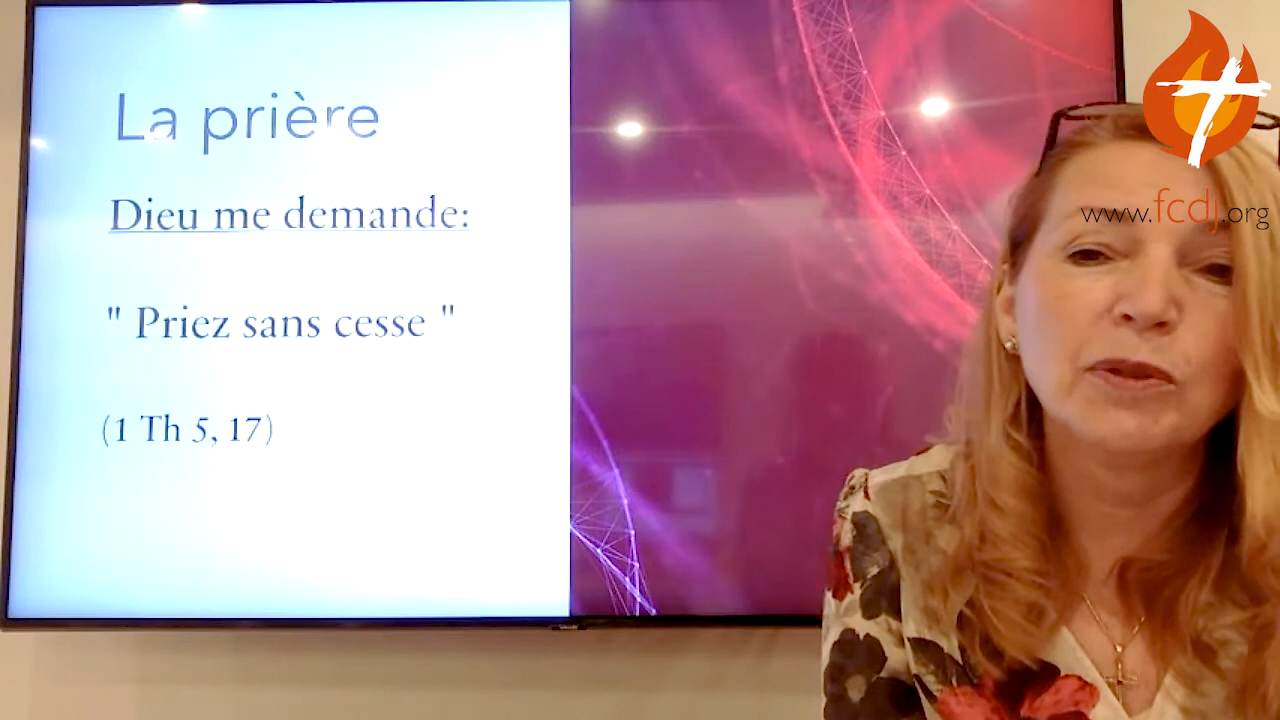 La prière
Dieu me demande:
" Priez sans cesse "
(1 Th 5, 17)
www.fcdj.org